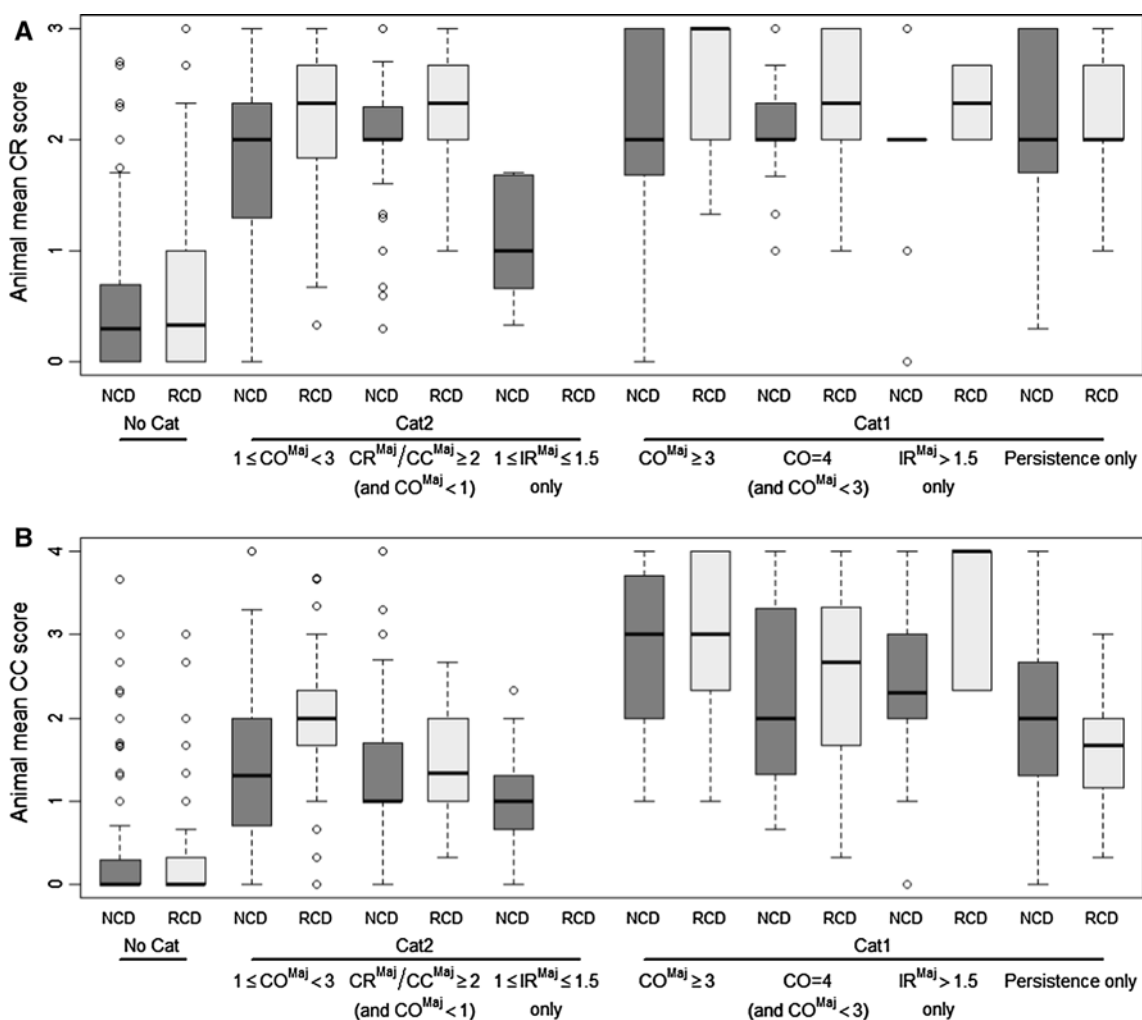 A
Animal mean CR score
3
2
1
0
NCD RCD NCD RCD NCD RCD NCD RCD NCD RCD NCD RCD NCD RCD NCD RCD
No Cat Cat2 Cat1
1 ≤ CO^Maj < 3 CR^Maj/CC^Maj ≥ 2 1 ≤ IR^Maj ≤ 1.5 CO^Maj ≥ 3 CO=4 IR^Maj > 1.5 Persistence only
(and CO^Maj < 1) only (and CO^Maj < 3) only
B
Animal mean CC score
4
3
2
1
0
NCD RCD NCD RCD NCD RCD NCD RCD NCD RCD NCD RCD NCD RCD NCD RCD
No Cat Cat2 Cat1
1 ≤ CO^Maj < 3 CR^Maj/CC^Maj ≥ 2 1 ≤ IR^Maj ≤ 1.5 CO^Maj ≥ 3 CO=4 IR^Maj > 1.5 Persistence only
(and CO^Maj < 1) only (and CO^Maj < 3) only